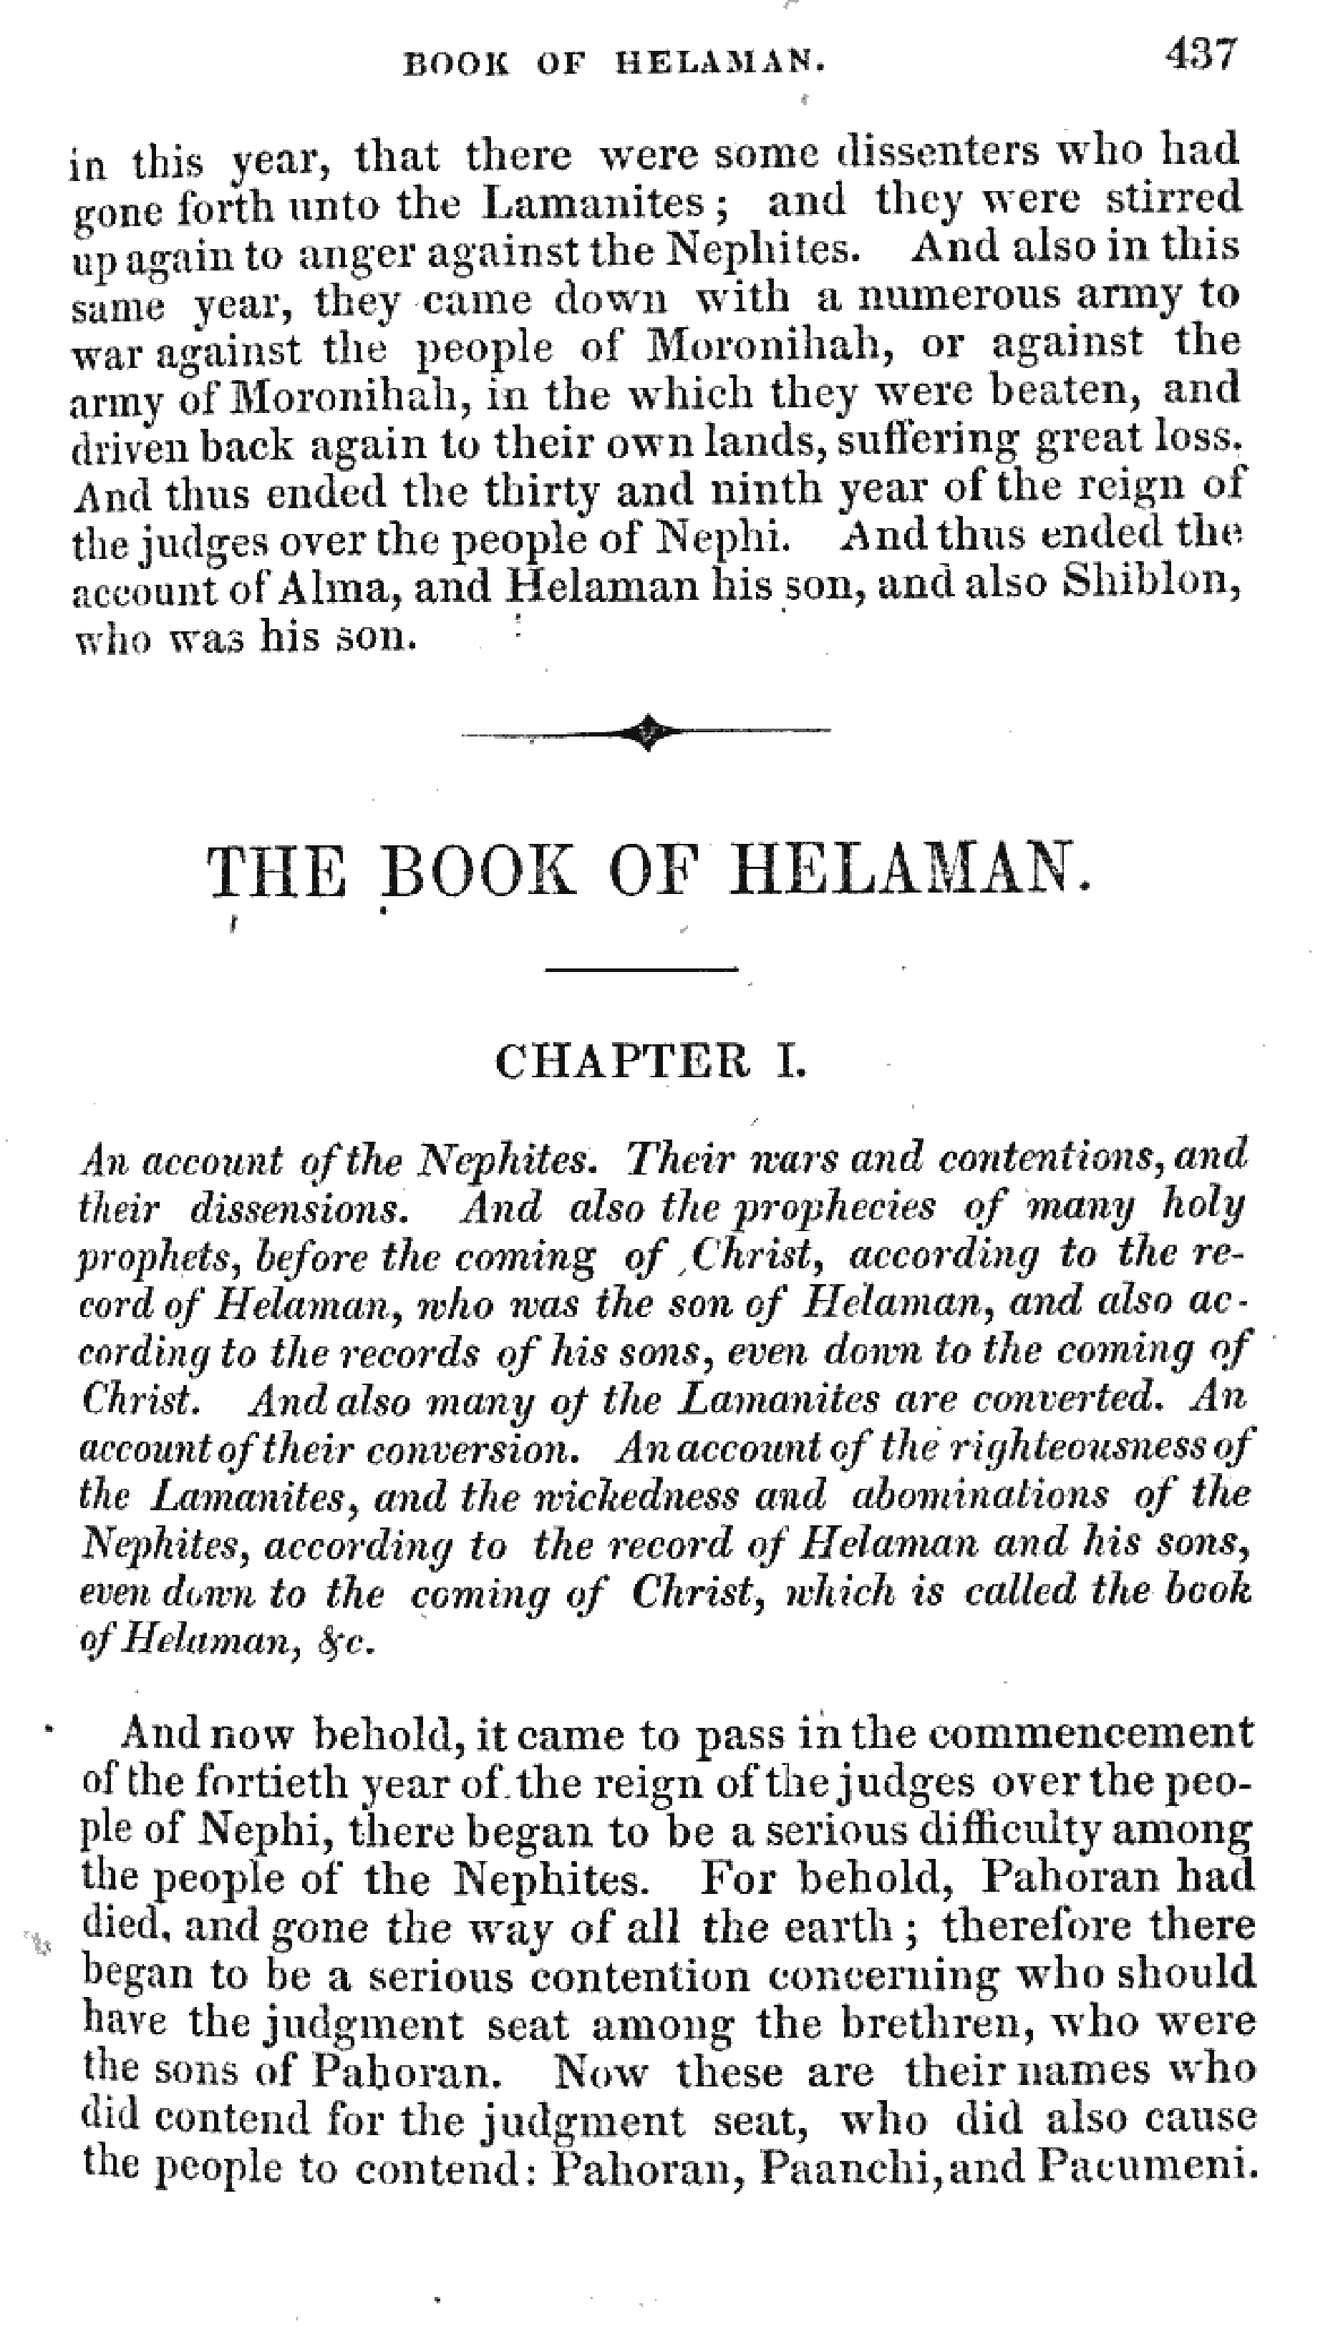 BOOK OF HELAMAN. 437
in this year, that there were some dissenters who had
gone forth unto the Lamanites; and they were stirred
up again to anger against the Nephites. And also in this
same year, they came down with a numerous army to
war against the people of Moronihah, or against the
army of Moronihah, in the which they were beaten, and
driven back again to their own lands, suffering great loss.
And thus ended the thirty and ninth year of the reign of
the judges over the people of Nephi. And thus ended the
account of Alma, and Helaman his son, and also Shiblon,
who was his son.
THE BOOK OF HELAMAN.
CHAPTER I.
An account of the Nephites. Their wars and contentions, and
their dissensions. And also the prophecies of many holy
prophets, before the coming of Christ, according to the re-
cord of Helaman, who was the son of Helaman, and also ac-
cording to the records of his sons, even down to the coming of
Christ. And also many of the Lamanites are converted. An
account of their conversion. An account of the righteousness of
the Lamanites, and the wickedness and abominations of the
Nephites, according to the record of Helaman and his sons,
even down to the coming of Christ, which is called the book
of Helaman, &c.
And now behold, it came to pass in the commencement
of the fortieth year of the reign of the judges over the peo-
ple of Nephi, there began to be a serious difficulty among
the people of the Nephites. For behold, Pahoran had
died, and gone the way of all the earth; therefore there
began to be a serious contention concerning who should
have the judgment seat among the brethren, who were
the sons of Pahoran. Now these are their names who
did contend for the judgment seat, who did also cause
the people to contend: Pahoran, Paanchi, and Pacumeni.